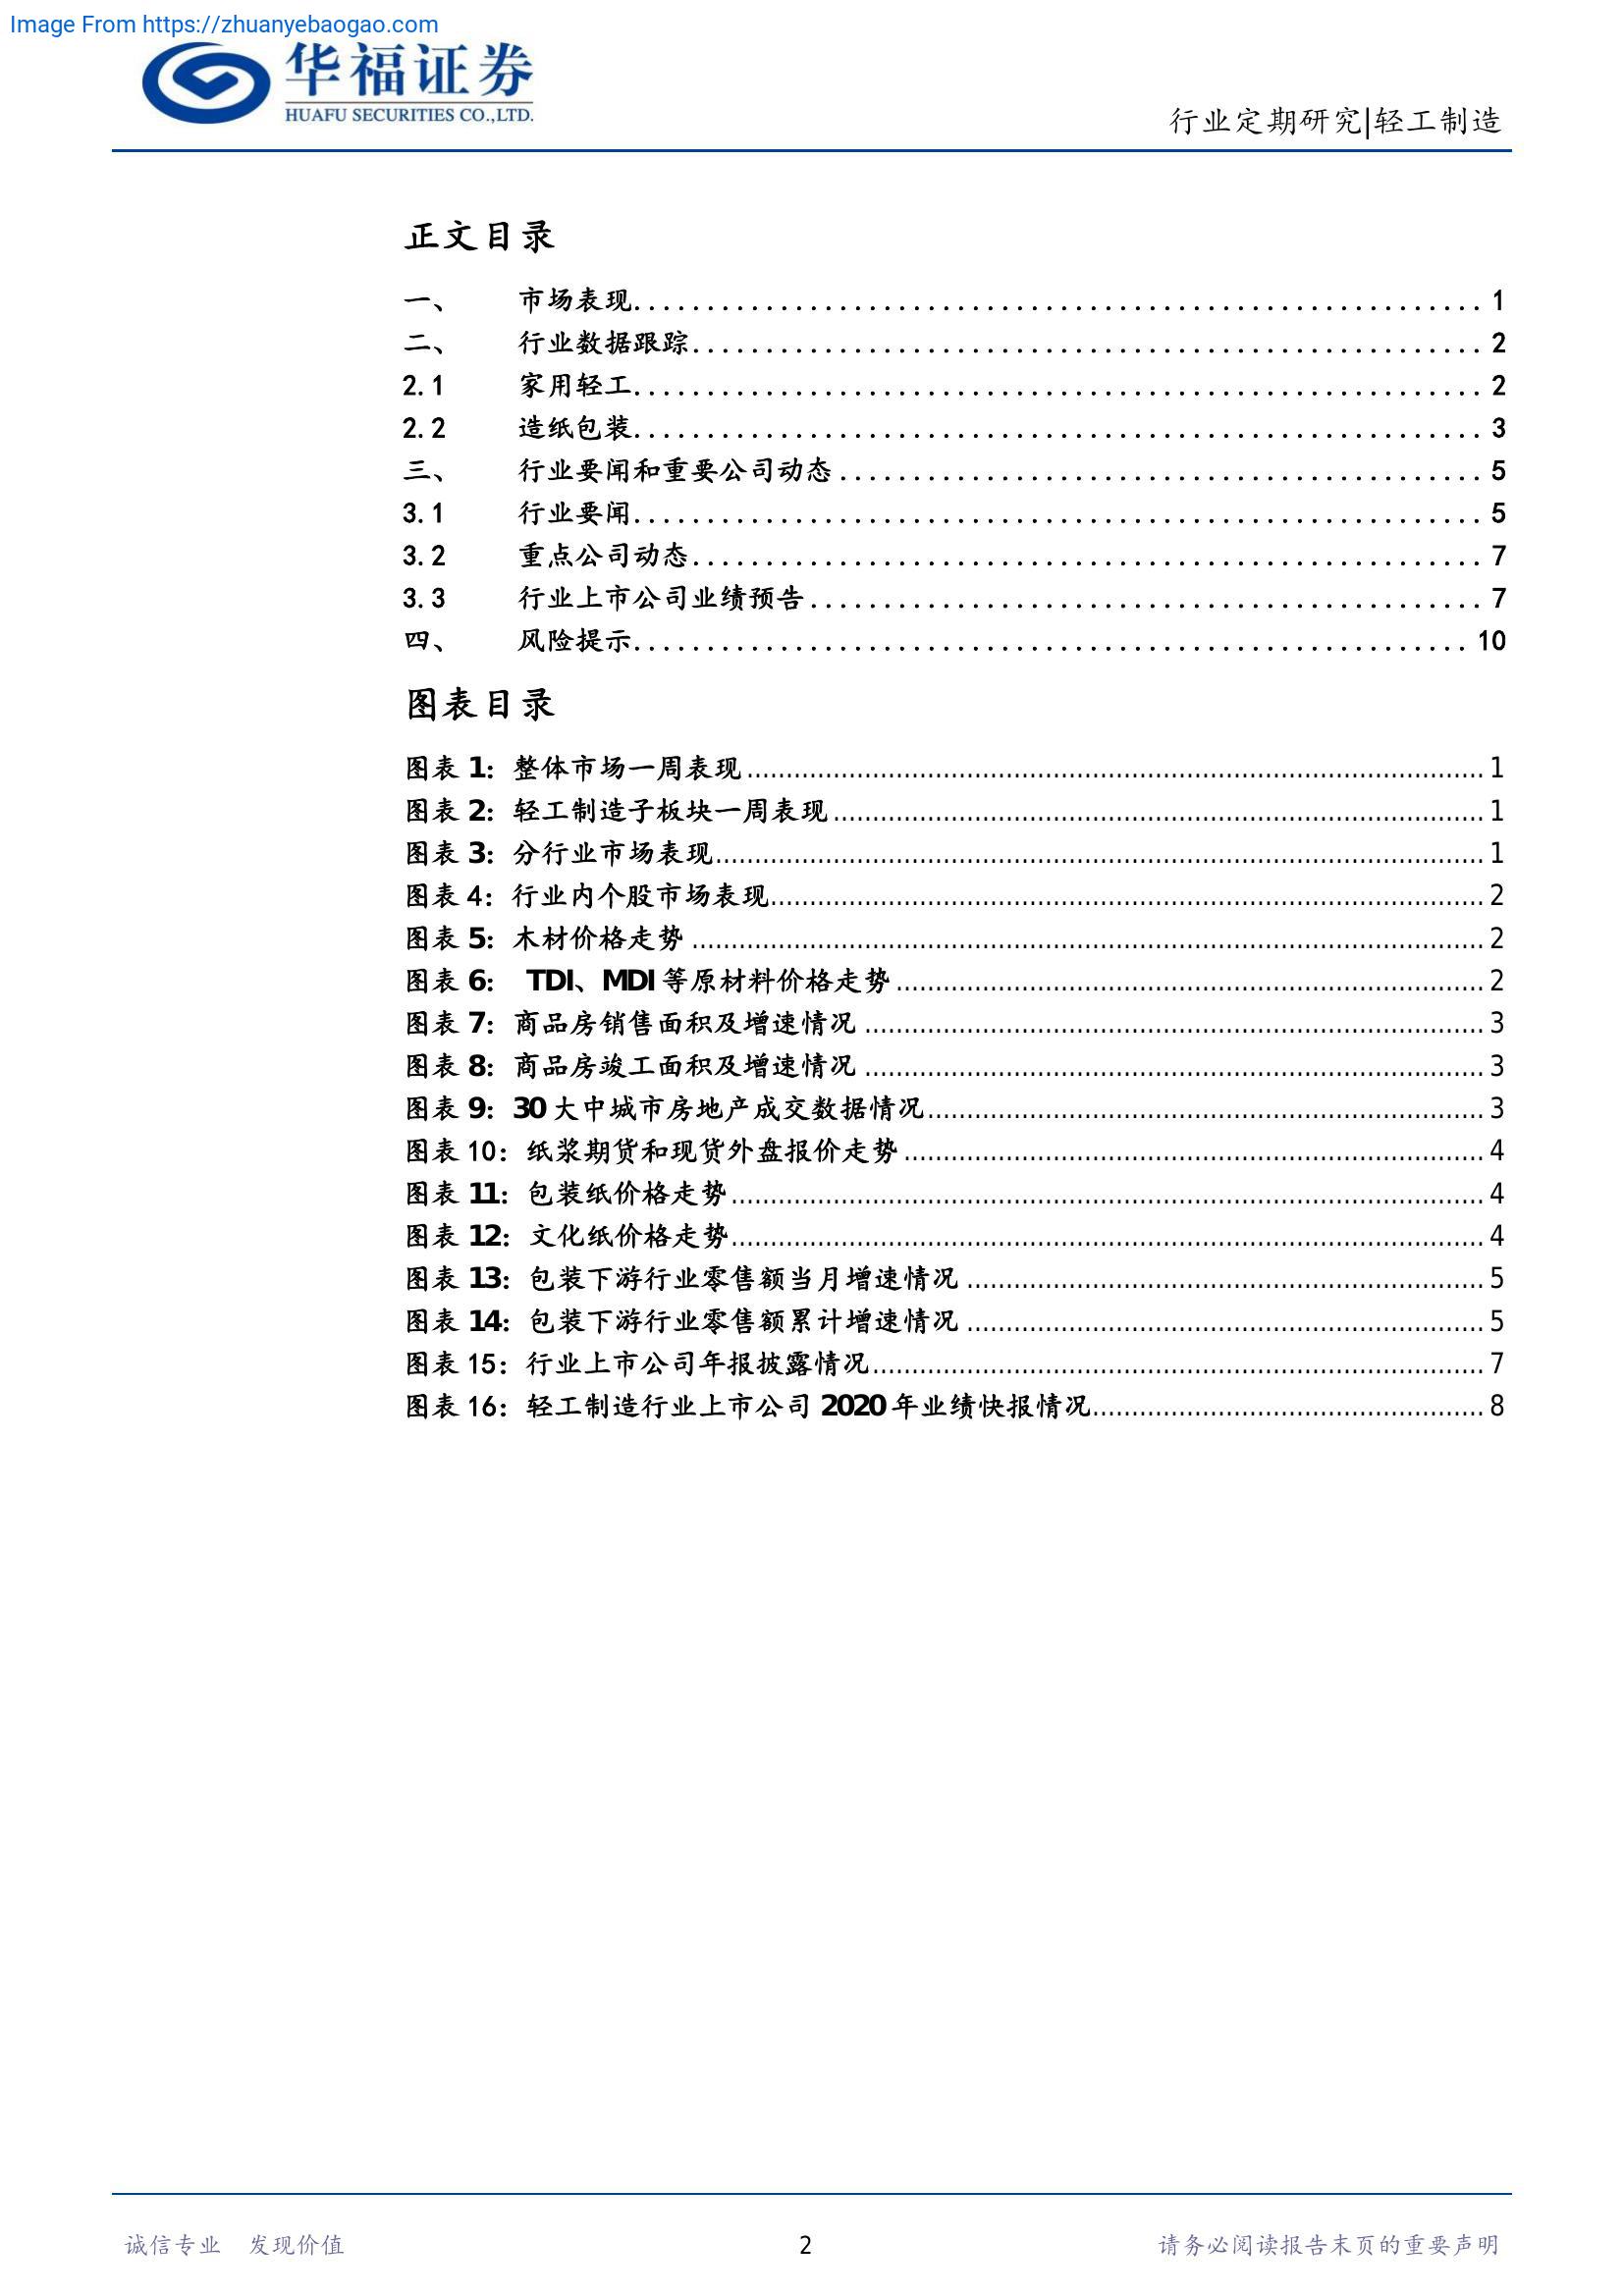 Image From https://zhuanyebaogao.com
华福证券
HUAFU SECURITIES CO.,LTD.
行业定期研究|轻工制造
正文目录
一、 市场表现 1
二、 行业数据跟踪 2
2.1 家用轻工 2
2.2 造纸包装 3
三、 行业要闻和重要公司动态 5
3.1 行业要闻 5
3.2 重点公司动态 7
3.3 行业上市公司业绩预告 7
四、 风险提示 10
图表目录
图表 1：整体市场一周表现 1
图表 2：轻工制造子板块一周表现 1
图表 3：分行业市场表现 1
图表 4：行业内个股市场表现 2
图表 5：木材价格走势 2
图表 6： TDI、MDI 等原材料价格走势 2
图表 7：商品房销售面积及增速情况 3
图表 8：商品房竣工面积及增速情况 3
图表 9：30 大中城市房地产成交数据情况 3
图表 10：纸浆期货和现货外盘报价走势 4
图表 11：包装纸价格走势 4
图表 12：文化纸价格走势 4
图表 13：包装下游行业零售额当月增速情况 5
图表 14：包装下游行业零售额累计增速情况 5
图表 15：行业上市公司年报披露情况 7
图表 16：轻工制造行业上市公司 2020 年业绩快报情况 8
诚信专业 发现价值 2 请务必阅读报告末页的重要声明